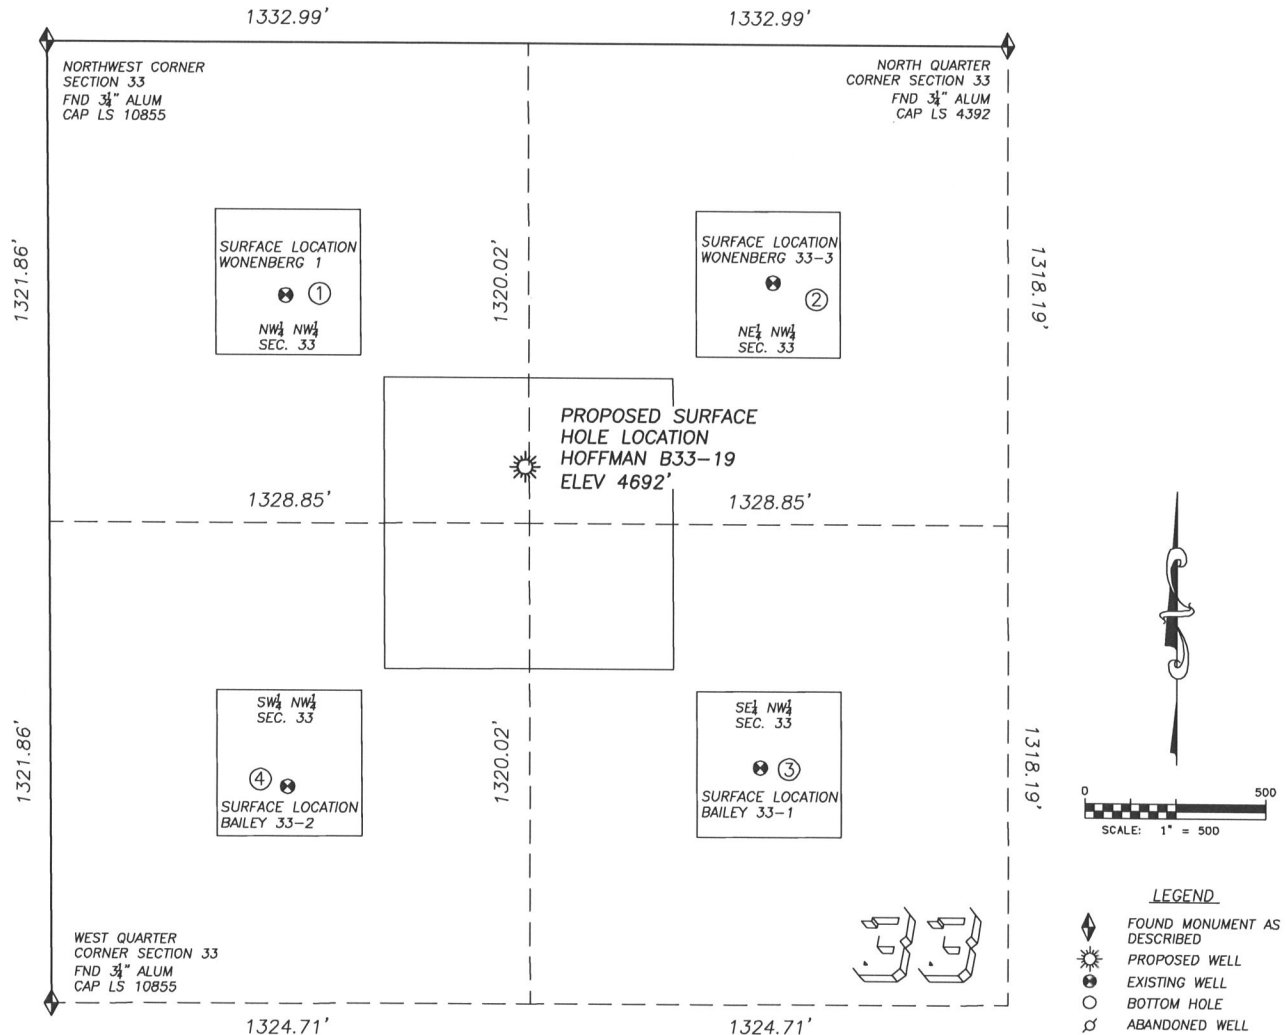 1332.99'
1332.99'
NORTHWEST CORNER
SECTION 33
FND 3¼" ALUM
CAP LS 10855
NORTH QUARTER
CORNER SECTION 33
FND 3¼" ALUM
CAP LS 4392
1321.86'
SURFACE LOCATION
WONENBERG 1
1
NW¼ NW¼
SEC. 33
1320.02'
SURFACE LOCATION
WONENBERG 33-3
2
NE¼ NW¼
SEC. 33
1318.19'
PROPOSED SURFACE
HOLE LOCATION
HOFFMAN B33-19
ELEV 4692'
1328.85'
1328.85'
1321.86'
SW¼ NW¼
SEC. 33
4
SURFACE LOCATION
BAILEY 33-2
1320.02'
SE¼ NW¼
SEC. 33
3
SURFACE LOCATION
BAILEY 33-1
1318.19'
0 500
SCALE: 1" = 500
WEST QUARTER
CORNER SECTION 33
FND 3¼" ALUM
CAP LS 10855
33
1324.71'
1324.71'
LEGEND
FOUND MONUMENT AS
DESCRIBED
PROPOSED WELL
EXISTING WELL
BOTTOM HOLE
ABANDONED WELL